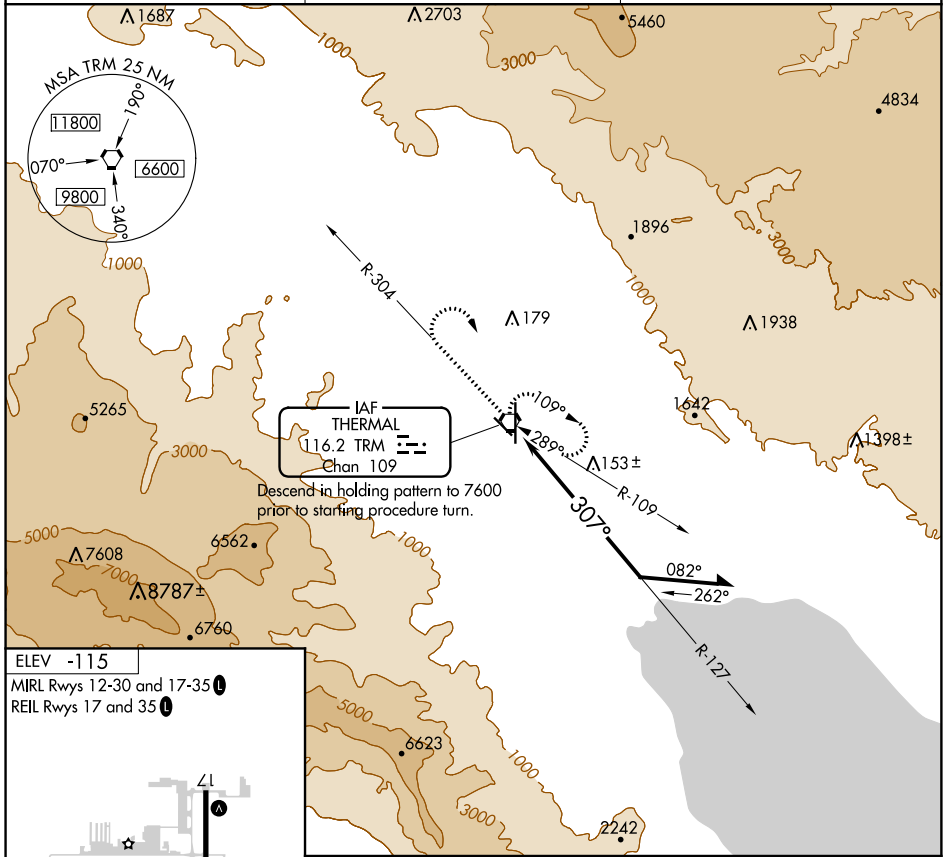 1687
2703
5460
1000
3000
MSA TRM 25 NM
190°
11800
070°
6600
9800
340°
4834
1000
1896
3000
1000
R-304
179
1938
5265
IAF
THERMAL
116.2 TRM
Chan 109
109°
289°
1642
1398±
153±
3000
R-109
Descend in holding pattern to 7600
prior to starting procedure turn.
307°
5000
7608
6562
1000
7000
8787±
082°
262°
6760
R-127
ELEV -115
MIRL Rwys 12-30 and 17-35 L
REIL Rwys 17 and 35 L
5000
6623
1000
17
A
3000
2242